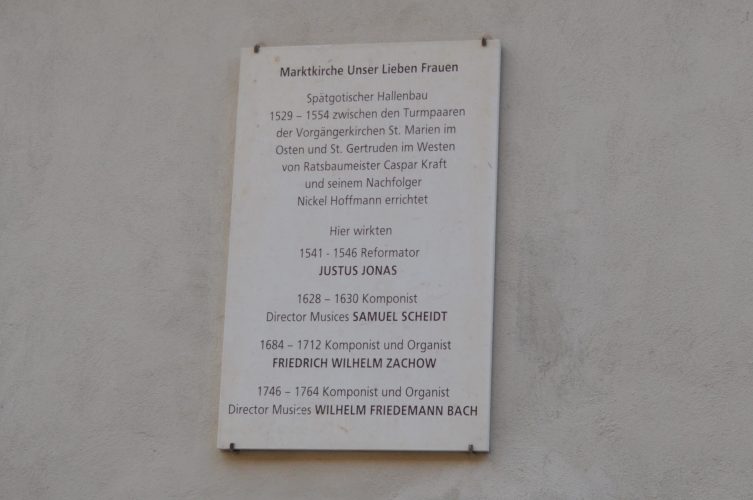 Marktkirche Unser Lieben Frauen
Spätgotischer Hallenbau
1529 – 1554 zwischen den Turmpaaren
der Vorgängerkirchen St. Marien im
Osten und St. Gertruden im Westen
von Ratsbaumeister Caspar Kraft
und seinem Nachfolger
Nickel Hoffmann errichtet
Hier wirkten
1541 - 1546 Reformator
JUSTUS JONAS
1628 – 1630 Komponist
Director Musices SAMUEL SCHEIDT
1684 – 1712 Komponist und Organist
FRIEDRICH WILHELM ZACHOW
1746 – 1764 Komponist und Organist
Director Musices WILHELM FRIEDEMANN BACH